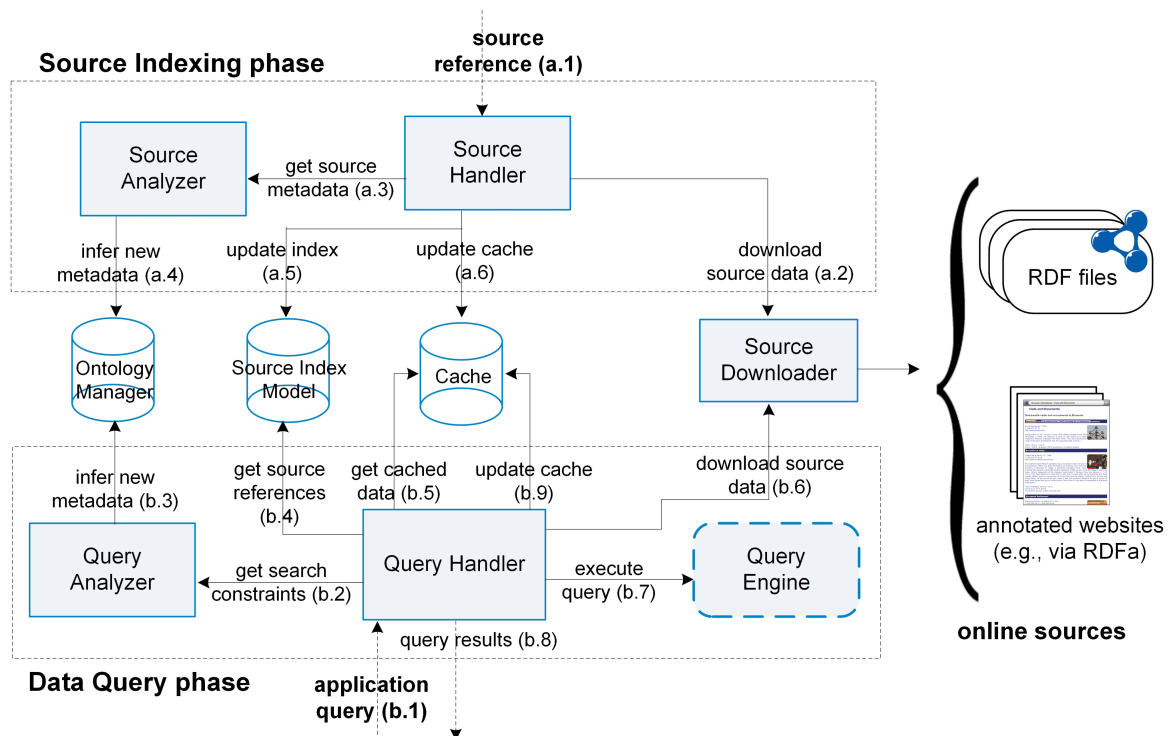 source
reference (a.1)
Source Indexing phase
Source
Analyzer
Source
Handler
get source
metadata (a.3)
infer new
metadata (a.4)
update index
(a.5)
update cache
(a.6)
download
source data (a.2)
RDF files
Ontology
Manager
Source Index
Model
Cache
Source
Downloader
infer new
metadata (b.3)
get source
references
(b.4)
get cached
data (b.5)
update cache
(b.9)
download source
data (b.6)
annotated websites
(e.g., via RDFa)
Query
Analyzer
get search
constraints (b.2)
Query Handler
execute
query (b.7)
Query
Engine
query results (b.8)
online sources
Data Query phase
application
query (b.1)